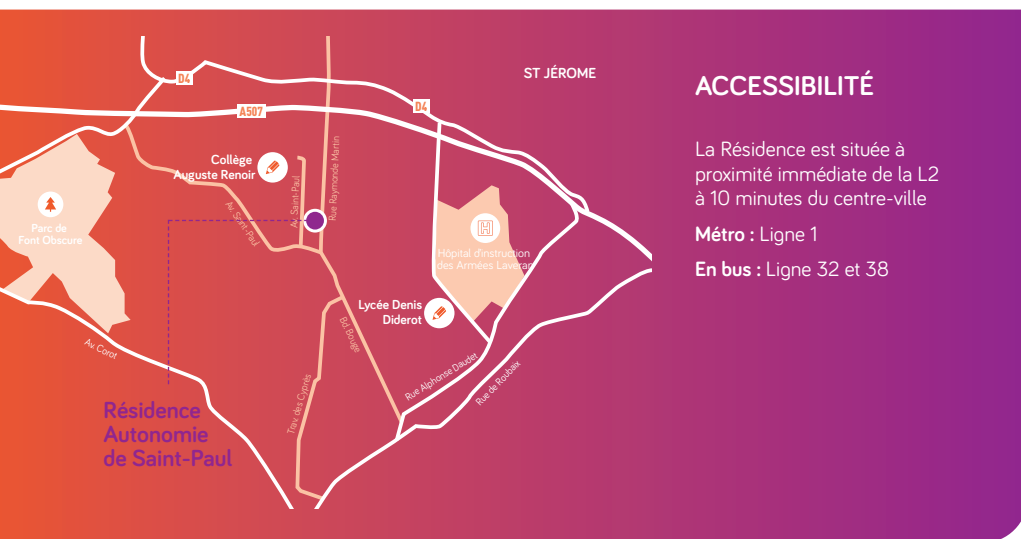 D4
ST JÉROME
A507
D4
Collège
Auguste Renoir
Rue Raymonde Martin
Av. Saint-Paul
Av. Saint-Paul
Parc de
Font Obscure
Hôpital d'instruction
des Armées Laveran
Lycée Denis
Diderot
Bd Bouge
Av. Corot
Rue Alphonse Daudet
Rue de Roubaix
Trav. des Cyprès
Résidence
Autonomie
de Saint-Paul
ACCESSIBILITÉ
La Résidence est située à
proximité immédiate de la L2
à 10 minutes du centre-ville
Métro : Ligne 1
En bus : Ligne 32 et 38